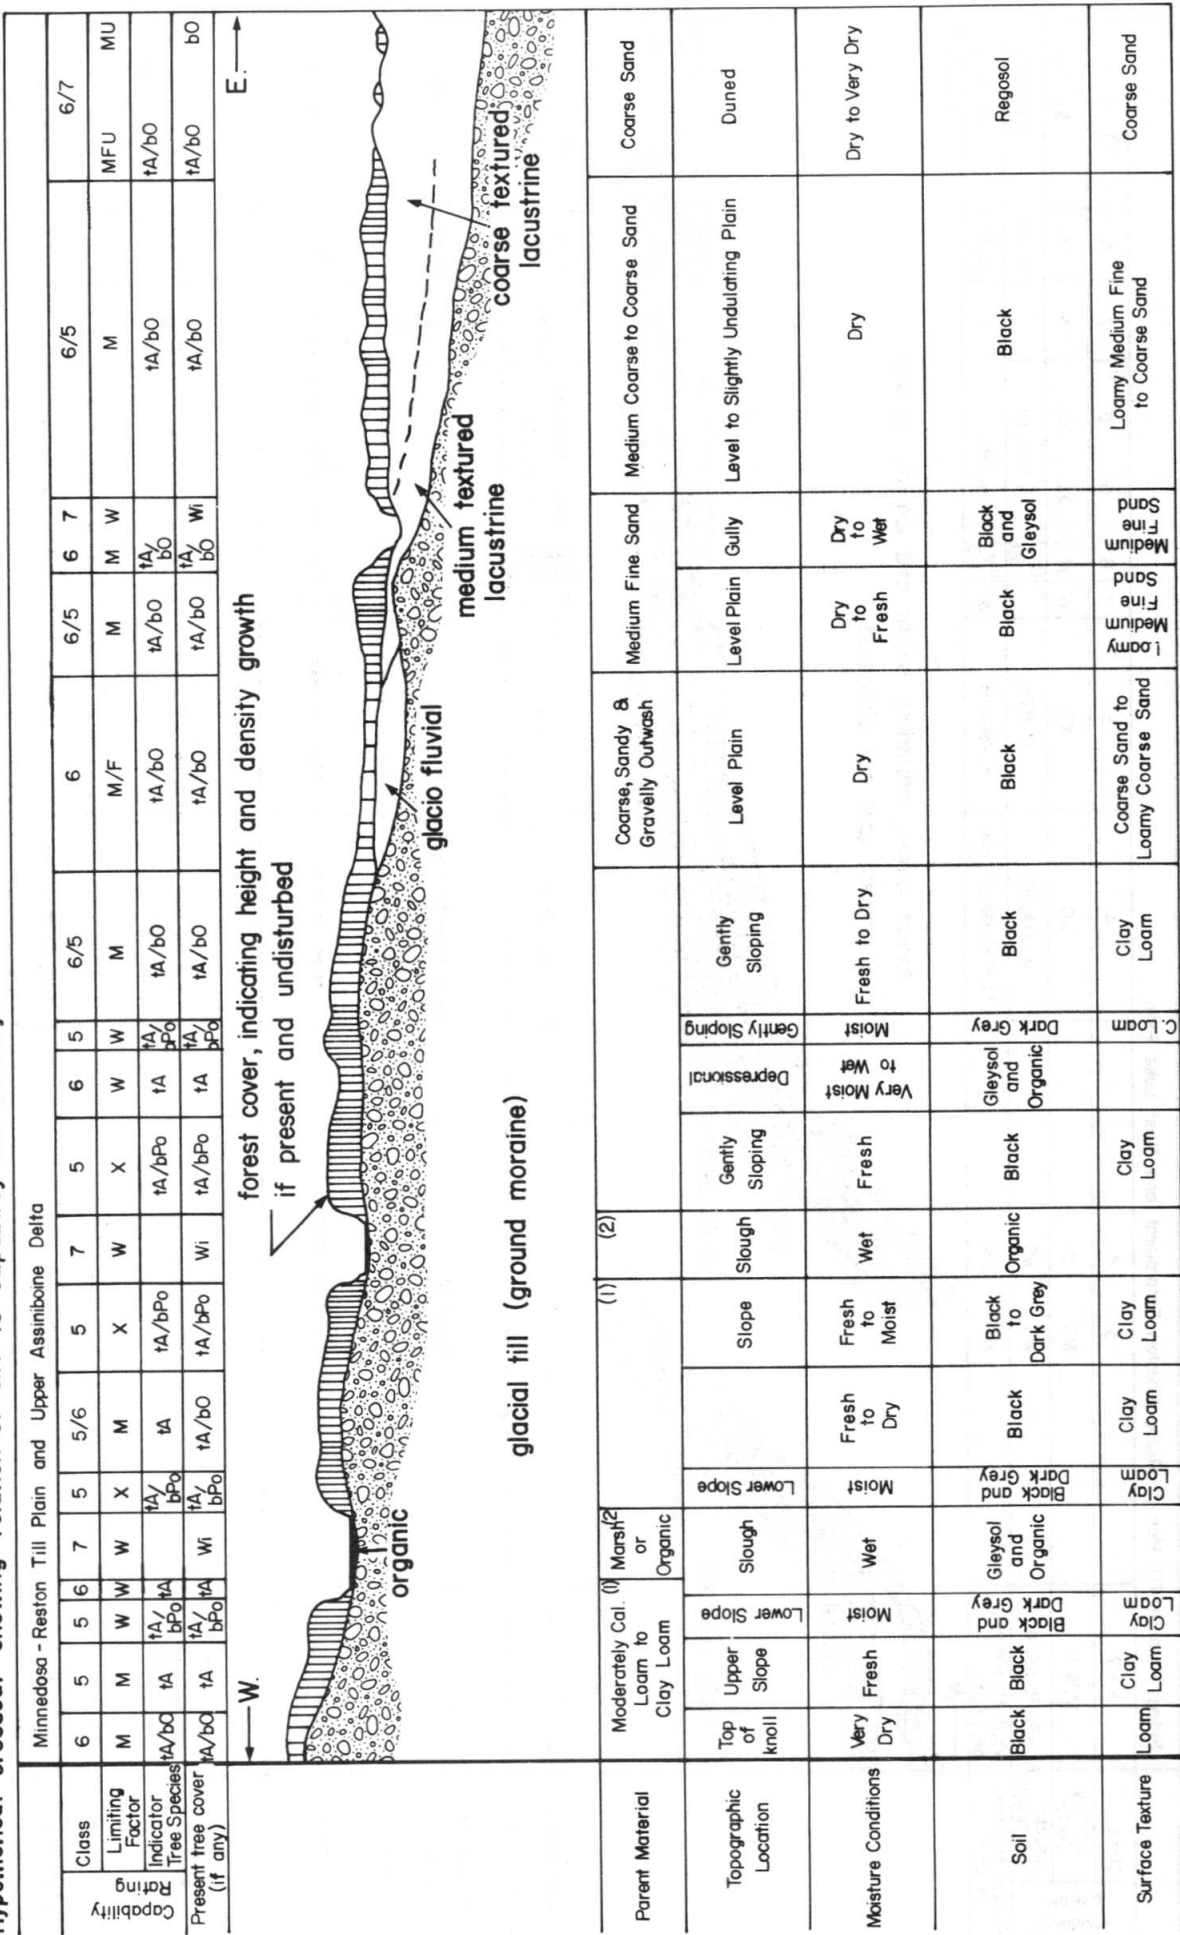 Minnedosa - Reston Till Plain and Upper Assiniboine Delta
Capability Rating
Class 6 5 5 6 7 5 5/6 5 7 5 6 5 6/5 6 6/5 6 7 6/5 6/7
Limiting Factor M M W W W X M X W X W W M M/F M M W M MFU MU
Indicator Tree Species tA/bO tA tA/bPo tA tA/bPo tA tA/bPo tA/bPo tA tA/bPo tA/bO tA/bO tA/bO tA/bO tA/bO tA/bO
Present tree cover (if any) tA/bO tA tA/bPo tA Wi tA/bPo tA/bO tA/bPo Wi tA/bPo tA tA/bPo tA/bO tA/bO tA/bO tA/bO Wi tA/bO tA/bO bO
W.
E.
forest cover, indicating height and density growth
if present and undisturbed
organic
glacial till (ground moraine)
glacio fluvial
medium textured
lacustrine
coarse textured
lacustrine
Parent Material
Moderately Cal. (1)
Loam to
Clay Loam
Marsh (2
or
Organic
(1)
(2)
Coarse, Sandy &
Gravelly Outwash
Medium Fine Sand
Medium Coarse to Coarse Sand
Coarse Sand
Topographic
Location
Top
of
knoll
Upper
Slope
Lower Slope
Slough
Lower Slope
Slope
Slough
Gently
Sloping
Depressional
Gently Sloping
Gently
Sloping
Level Plain
Level Plain
Gully
Level to Slightly Undulating Plain
Duned
Moisture Conditions
Very
Dry
Fresh
Moist
Wet
Moist
Fresh
to
Dry
Fresh
to
Moist
Wet
Fresh
Very Moist
to Wet
Moist
Fresh to Dry
Dry
Dry
to
Fresh
Dry
to
Wet
Dry
Dry to Very Dry
Soil
Black
Black
Black and
Dark Grey
Gleysol
and
Organic
Black and
Dark Grey
Black
Black
to
Dark Grey
Organic
Black
Gleysol
and
Organic
Dark Grey
Black
Black
Black
Black
and
Gleysol
Black
Regosol
Surface Texture
Loam
Clay
Loam
Clay
Loam
Clay
Loam
Clay
Loam
Clay
Loam
Clay
Loam
C. Loam
Clay
Loam
Coarse Sand to
Loamy Coarse Sand
Loamy
Medium
Fine
Sand
Medium
Fine
Sand
Loamy Medium Fine
to Coarse Sand
Coarse Sand